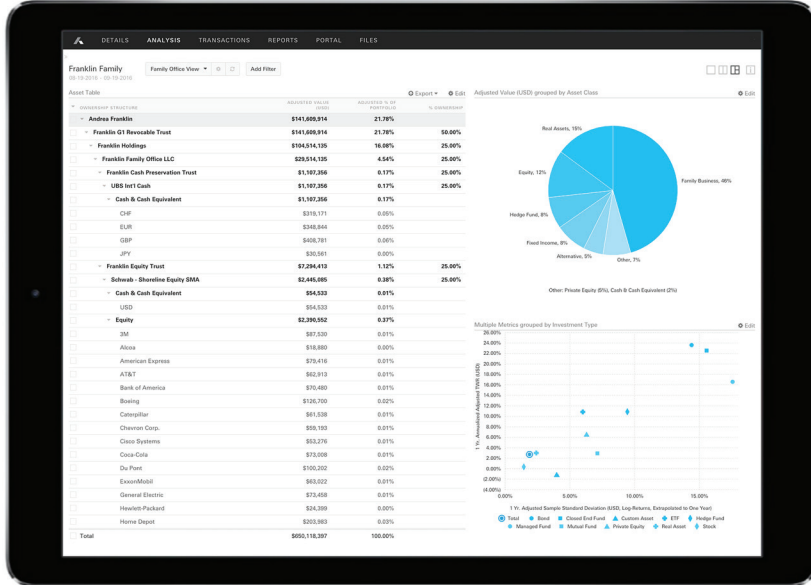 DETAILS ANALYSIS TRANSACTIONS REPORTS PORTAL FILES
Franklin Family
08-19-2016 - 09-19-2016
Family Office View
Add Filter
Asset Table Export Edit
OWNERSHIP STRUCTURE ADJUSTED VALUE (USD) ADJUSTED % OF PORTFOLIO % OWNERSHIP
Andrea Franklin $141,609,914 21.78%
Franklin G1 Revocable Trust $141,609,914 21.78% 50.00%
Franklin Holdings $104,514,135 16.08% 25.00%
Franklin Family Office LLC $29,514,135 4.54% 25.00%
Franklin Cash Preservation Trust $1,107,356 0.17% 25.00%
UBS Int'l Cash $1,107,356 0.17% 25.00%
Cash & Cash Equivalent $1,107,356 0.17%
CHF $319,171 0.05%
EUR $348,844 0.05%
GBP $408,781 0.06%
JPY $30,561 0.00%
Franklin Equity Trust $7,294,413 1.12% 25.00%
Schwab - Shoreline Equity SMA $2,445,085 0.38% 25.00%
Cash & Cash Equivalent $54,533 0.01%
USD $54,533 0.01%
Equity $2,390,552 0.37%
3M $87,530 0.01%
Alcoa $18,880 0.00%
American Express $79,416 0.01%
AT&T $62,913 0.01%
Bank of America $70,480 0.01%
Boeing $126,700 0.02%
Caterpillar $61,538 0.01%
Chevron Corp. $59,193 0.01%
Cisco Systems $53,276 0.01%
Coca-Cola $73,008 0.01%
Du Pont $100,202 0.02%
ExxonMobil $63,022 0.01%
General Electric $73,459 0.01%
Hewlett-Packard $24,399 0.00%
Home Depot $203,983 0.03%
Total $650,118,397 100.00%
Adjusted Value (USD) grouped by Asset Class Edit
Real Assets, 15%
Equity, 12%
Family Business, 46%
Hedge Fund, 8%
Fixed Income, 8%
Alternative, 5%
Other, 7%
Other: Private Equity (5%), Cash & Cash Equivalent (2%)
Multiple Metrics grouped by Investment Type Edit
1 Yr. Annualized Adjusted TWR (USD)
26.00%
24.00%
22.00%
20.00%
18.00%
16.00%
14.00%
12.00%
10.00%
8.00%
6.00%
4.00%
2.00%
0.00%
(2.00%)
(4.00%)
0.00% 5.00% 10.00% 15.00%
1 Yr. Adjusted Sample Standard Deviation (USD, Log-Returns, Extrapolated to One Year)
Total Bond Closed End Fund Custom Asset ETF Hedge Fund
Managed Fund Mutual Fund Private Equity Real Asset Stock